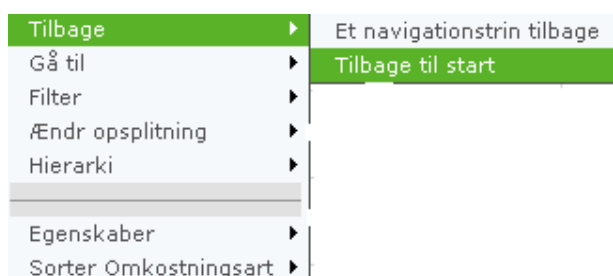 Tilbage
Et navigationstrin tilbage
Gå til
Tilbage til start
Filter
Ændr opsplitning
Hierarki
Egenskaber
Sorter Omkostningsart